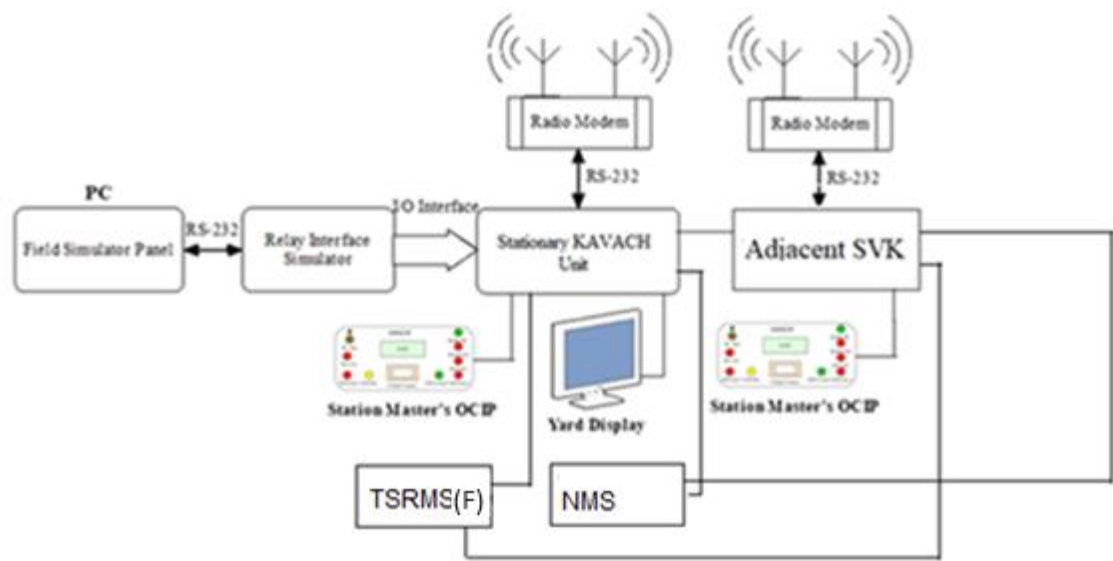 Radio Modem
Radio Modem
RS-232
RS-232
PC
Field Simulator Panel
RS-232
Relay Interface
Simulator
I/O Interface
Stationary KAVACH
Unit
Adjacent SVK
Station Master's OCIP
Yard Display
Station Master's OCIP
TSRMS(F)
NMS